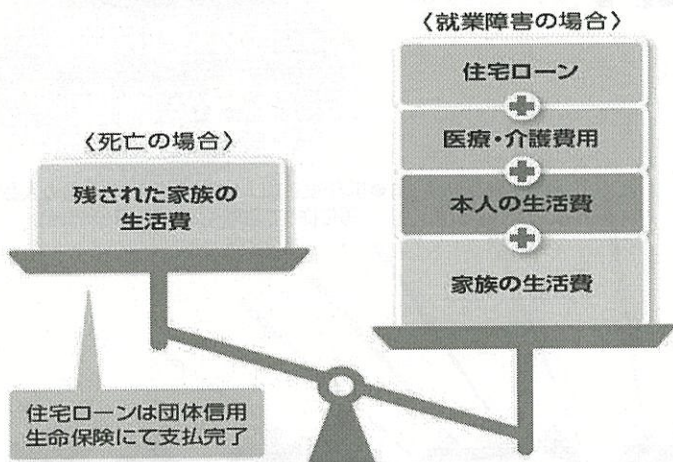 〈死亡の場合〉
残された家族の
生活費
住宅ローンは団体信用
生命保険にて支払完了
〈就業障害の場合〉
住宅ローン
+
医療・介護費用
+
本人の生活費
+
家族の生活費